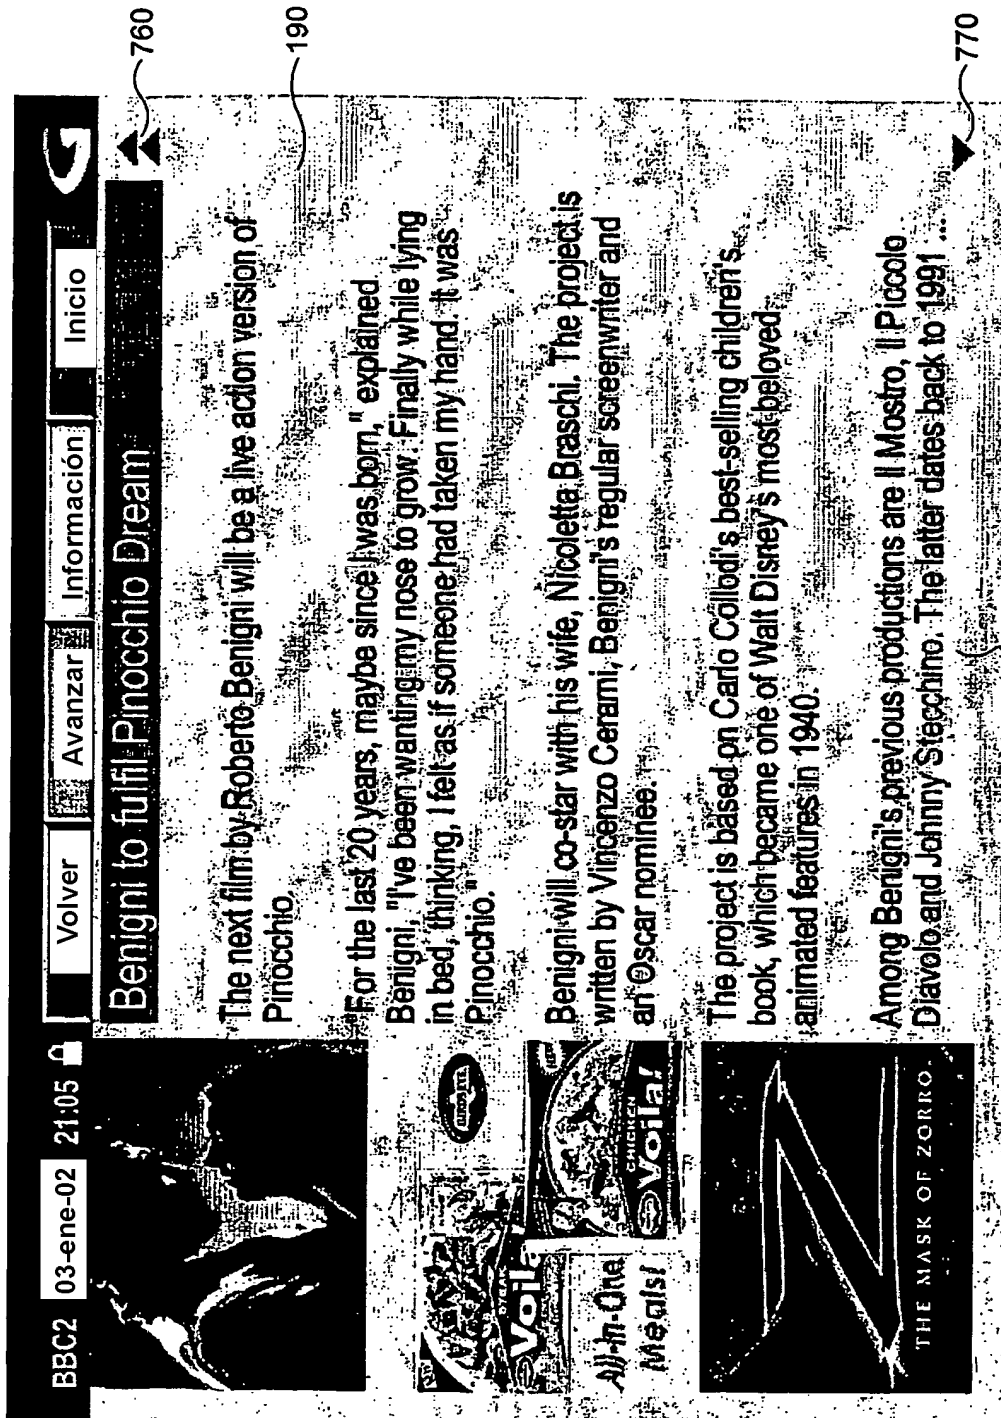 BBC2 03-ene-02 21:05 Volver Avanzar Información Inicio
Benigni to fulfil Pinocchio Dream
The next film by Roberto Benigni will be a live action version of
Pinocchio.
"For the last 20 years, maybe since I was born," explained
Benigni, "I've been wanting my nose to grow. Finally while lying
in bed, thinking, I felt as if someone had taken my hand. It was
Pinocchio."
Benigni will co-star with his wife, Nicoletta Braschi. The project is
written by Vincenzo Cerami, Benigni's regular screenwriter and
an Oscar nominee.
The project is based on Carlo Collodi's best-selling children's
book, which became one of Walt Disney's most beloved
animated features in 1940.
Among Benigni's previous productions are Il Mostro, Il Piccolo
Diavolo and Johnny Stecchino. The latter dates back to 1991 ...
Voila
All-In-One
Meals!
CHICKEN
Voila!
THE MASK OF ZORRO.
760
190
770